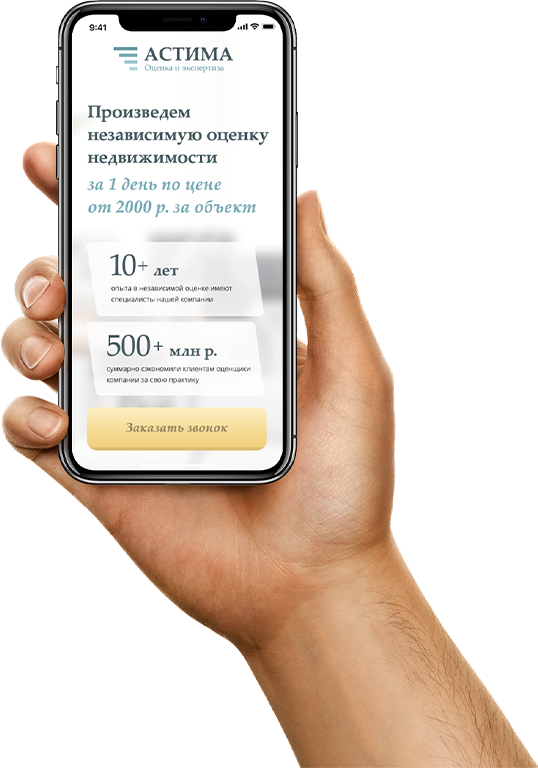 9:41
АСТИМА
Оценка и экспертиза
Произведем
независимую оценку
недвижимости
за 1 день по цене
от 2000 р. за объект
10+ лет
опыта в независимой оценке имеют
специалисты нашей компании
500+ млн р.
суммарно сэкономили клиентам оценщики
компании за свою практику
Заказать звонок